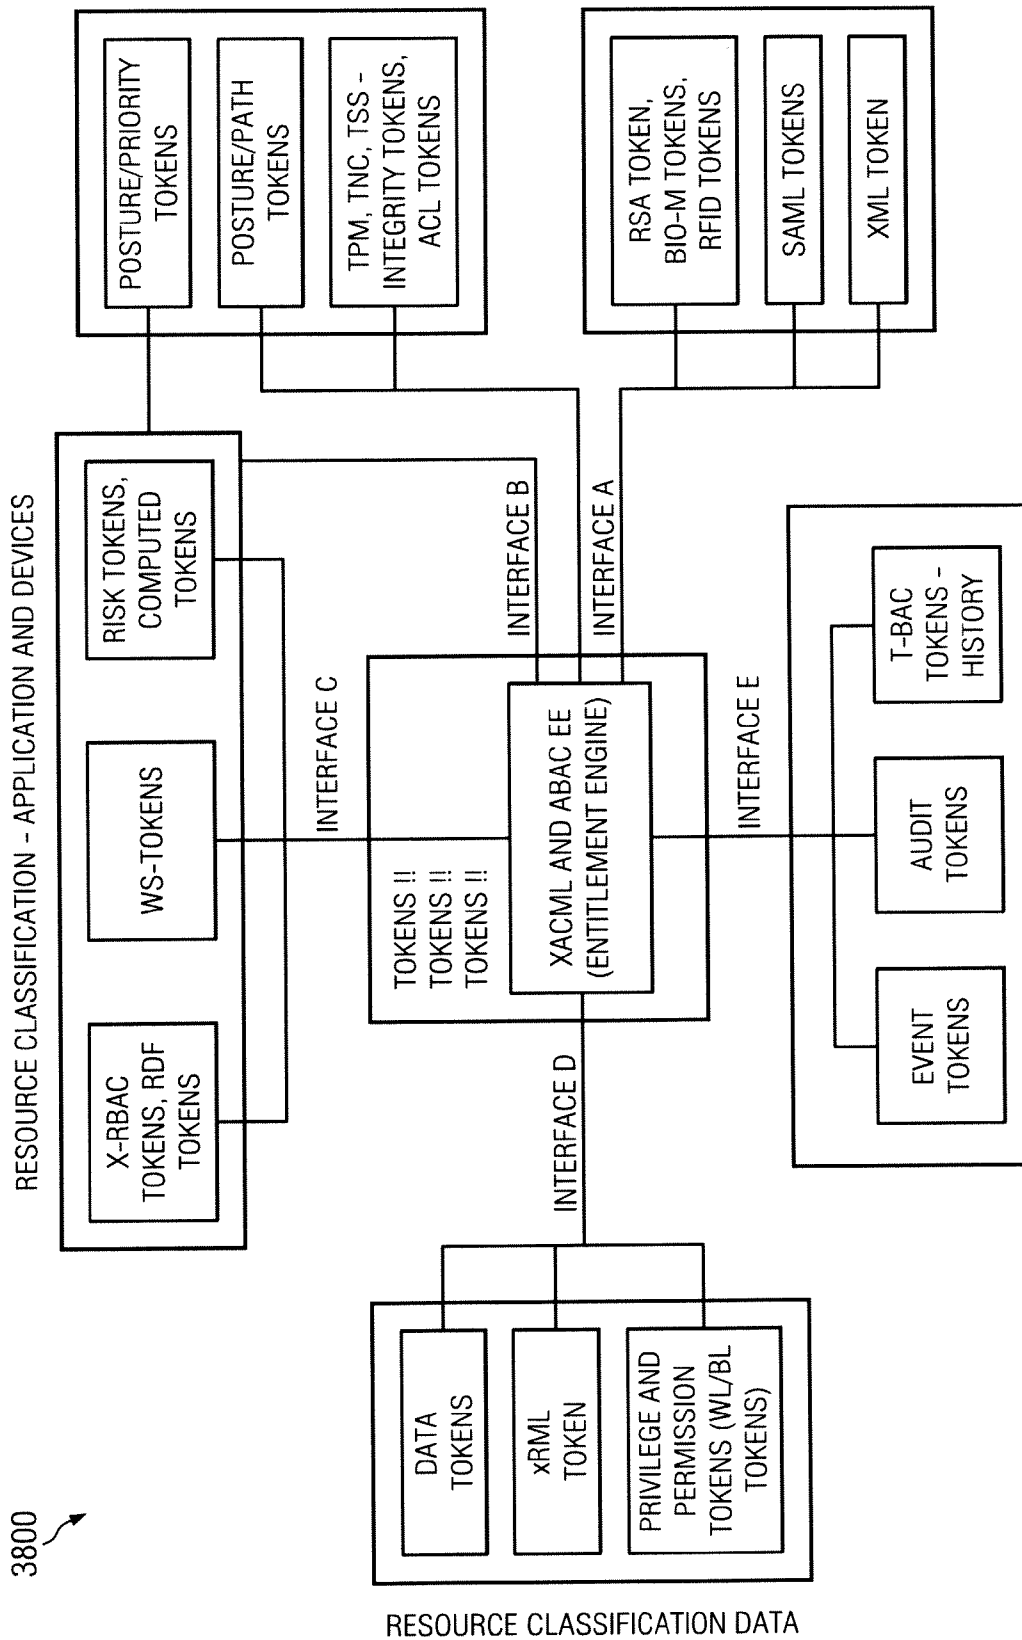 3800
RESOURCE CLASSIFICATION - APPLICATION AND DEVICES
X-RBAC
TOKENS, RDF
TOKENS
WS-TOKENS
RISK TOKENS,
COMPUTED
TOKENS
POSTURE/PRIORITY
TOKENS
POSTURE/PATH
TOKENS
TPM, TNC, TSS -
INTEGRITY TOKENS,
ACL TOKENS
INTERFACE C
INTERFACE B
INTERFACE A
TOKENS !!
TOKENS !!
TOKENS !!
XACML AND ABAC EE
(ENTITLEMENT ENGINE)
INTERFACE D
INTERFACE E
DATA
TOKENS
xRML
TOKEN
PRIVILEGE AND
PERMISSION
TOKENS (WL/BL
TOKENS)
RESOURCE CLASSIFICATION DATA
RSA TOKEN,
BIO-M TOKENS,
RFID TOKENS
SAML TOKENS
XML TOKEN
EVENT
TOKENS
AUDIT
TOKENS
T-BAC
TOKENS -
HISTORY